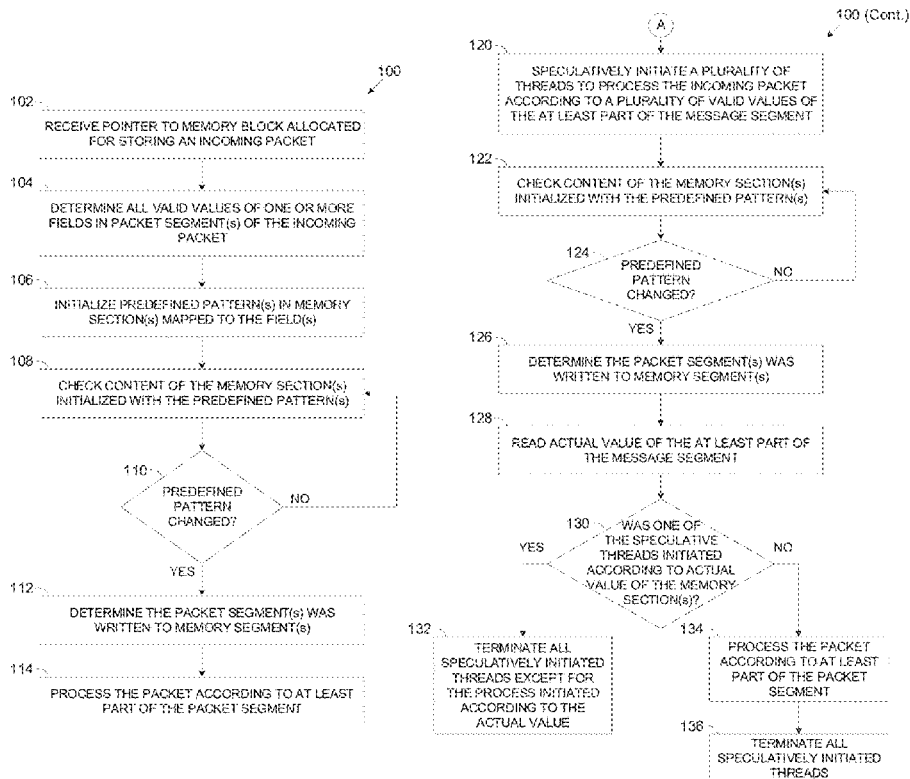 100
102
RECEIVE POINTER TO MEMORY BLOCK ALLOCATED
FOR STORING AN INCOMING PACKET
104
DETERMINE ALL VALID VALUES OF ONE OR MORE
FIELDS IN PACKET SEGMENT(s) OF THE INCOMING
PACKET
106
INITIALIZE PREDEFINED PATTERN(s) IN MEMORY
SECTION(s) MAPPED TO THE FIELD(s)
108
CHECK CONTENT OF THE MEMORY SECTION(s)
INITIALIZED WITH THE PREDEFINED PATTERN(s)
110
PREDEFINED
PATTERN
CHANGED?
NO
YES
112
DETERMINE THE PACKET SEGMENT(s) WAS
WRITTEN TO MEMORY SEGMENT(s)
114
PROCESS THE PACKET ACCORDING TO AT LEAST
PART OF THE PACKET SEGMENT
100 (Cont.)
A
120
SPECULATIVELY INITIATE A PLURALITY OF
THREADS TO PROCESS THE INCOMING PACKET
ACCORDING TO A PLURALITY OF VALID VALUES OF
THE AT LEAST PART OF THE MESSAGE SEGMENT
122
CHECK CONTENT OF THE MEMORY SECTION(s)
INITIALIZED WITH THE PREDEFINED PATTERN(s)
124
PREDEFINED
PATTERN
CHANGED?
NO
YES
126
DETERMINE THE PACKET SEGMENT(s) WAS
WRITTEN TO MEMORY SEGMENT(s)
128
READ ACTUAL VALUE OF THE AT LEAST PART OF
THE MESSAGE SEGMENT
130
WAS ONE OF
THE SPECULATIVE
THREADS INITIATED
ACCORDING TO ACTUAL
VALUE OF THE MEMORY
SECTION(s)?
YES
NO
132
TERMINATE ALL
SPECULATIVELY INITIATED
THREADS EXCEPT FOR
THE PROCESS INITIATED
ACCORDING TO THE
ACTUAL VALUE
134
PROCESS THE PACKET
ACCORDING TO AT LEAST
PART OF THE PACKET
SEGMENT
136
TERMINATE ALL
SPECULATIVELY INITIATED
THREADS